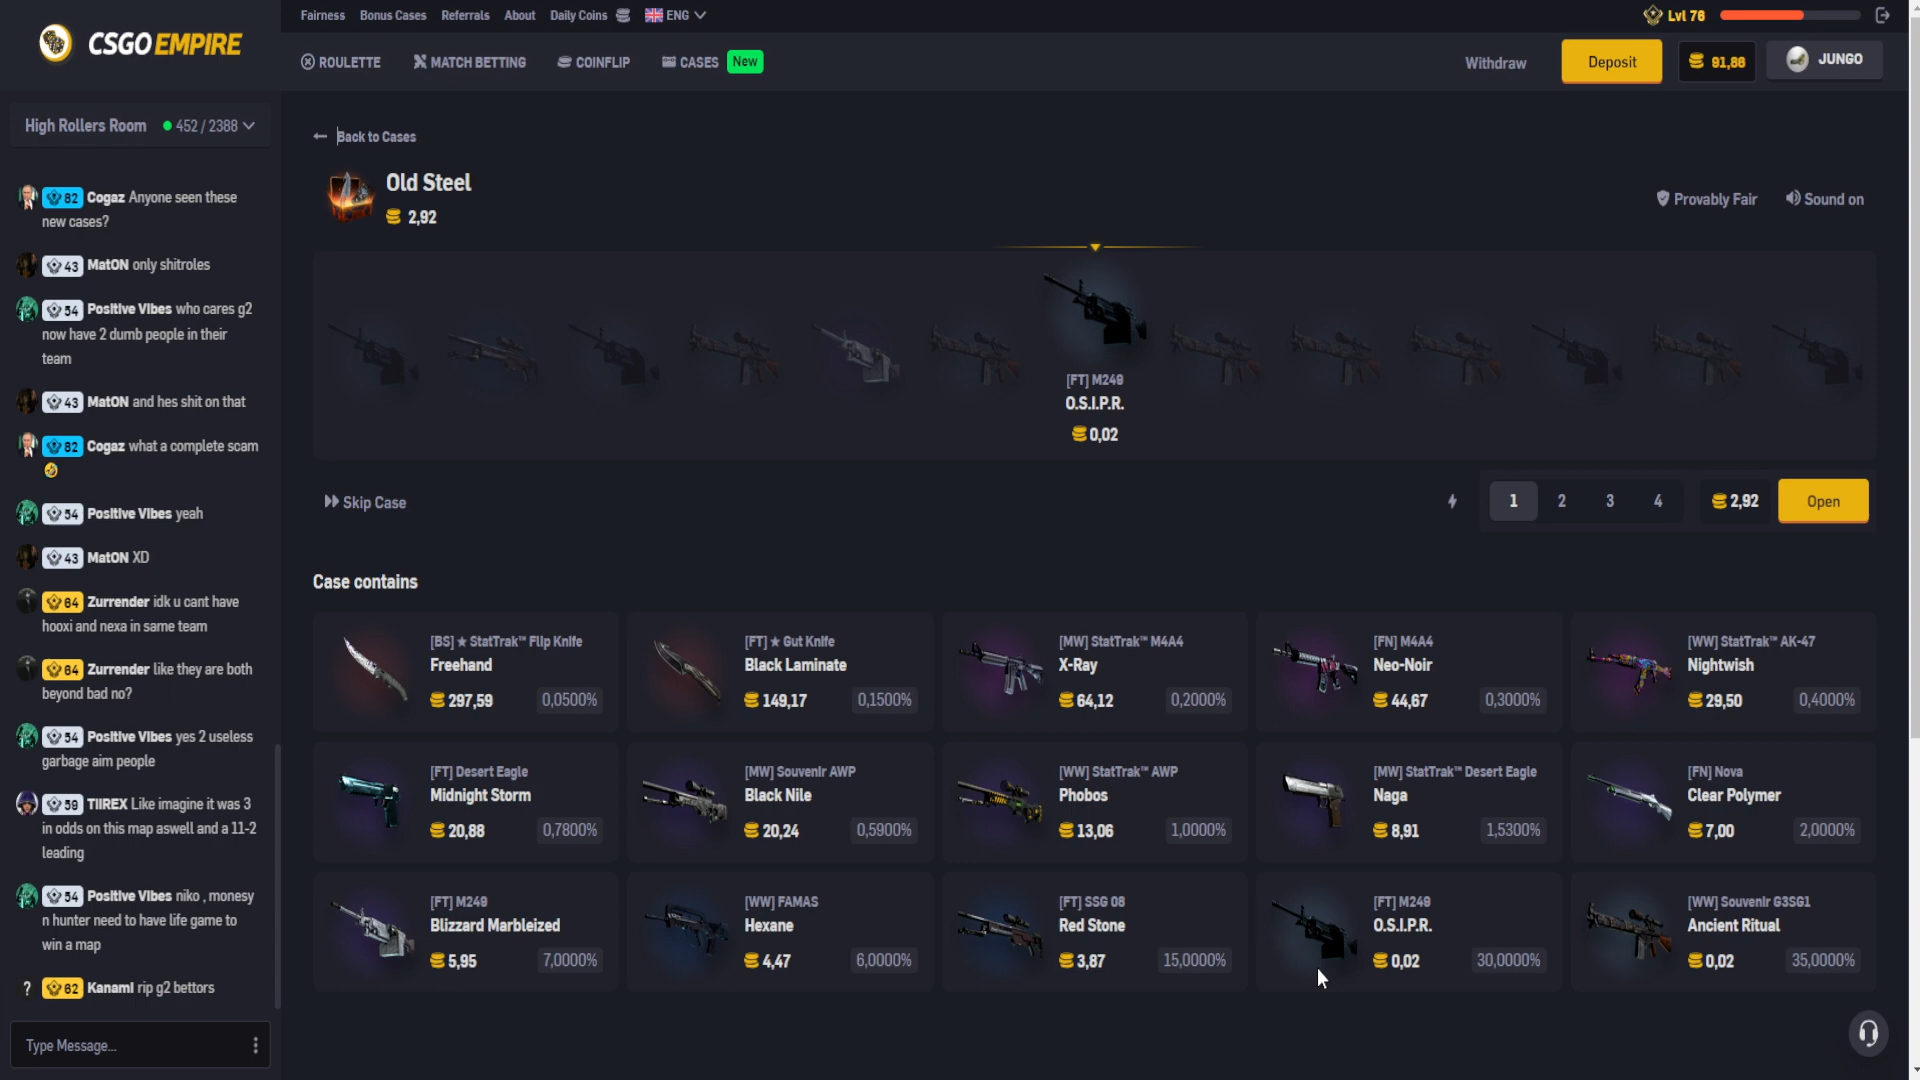 Fairness Bonus Cases Referrals About Daily Coins ENG
Lvl 76
CSGOEMPIRE
ROULETTE MATCH BETTING COINFLIP CASES New
Withdraw Deposit 91,86 JUNGO
High Rollers Room 452 / 2388
82 Cogaz Anyone seen these
new cases?
43 MatON only shitroles
54 Positive Vibes who cares g2
now have 2 dumb people in their
team
43 MatON and hes shit on that
82 Cogaz what a complete scam
🤣
54 Positive Vibes yeah
43 MatON XD
64 Zurrender idk u cant have
hooxi and nexa in same team
64 Zurrender like they are both
beyond bad no?
54 Positive Vibes yes 2 useless
garbage aim people
59 TIIREX Like imagine it was 3
in odds on this map aswell and a 11-2
leading
54 Positive Vibes niko , monesy
n hunter need to have life game to
win a map
? 62 Kanami rip g2 bettors
Type Message...
Back to Cases
Old Steel
2,92
Provably Fair Sound on
[FT] M249
O.S.I.P.R.
0,02
Skip Case
1 2 3 4 2,92 Open
Case contains
[BS] ★ StatTrak™ Flip Knife
Freehand
297,59 0,0500%
[FT] ★ Gut Knife
Black Laminate
149,17 0,1500%
[MW] StatTrak™ M4A4
X-Ray
64,12 0,2000%
[FN] M4A4
Neo-Noir
44,67 0,3000%
[WW] StatTrak™ AK-47
Nightwish
29,50 0,4000%
[FT] Desert Eagle
Midnight Storm
20,88 0,7800%
[MW] Souvenir AWP
Black Nile
20,24 0,5900%
[WW] StatTrak™ AWP
Phobos
13,06 1,0000%
[MW] StatTrak™ Desert Eagle
Naga
8,91 1,5300%
[FN] Nova
Clear Polymer
7,00 2,0000%
[FT] M249
Blizzard Marbleized
5,95 7,0000%
[WW] FAMAS
Hexane
4,47 6,0000%
[FT] SSG 08
Red Stone
3,87 15,0000%
[FT] M249
O.S.I.P.R.
0,02 30,0000%
[WW] Souvenir G3SG1
Ancient Ritual
0,02 35,0000%